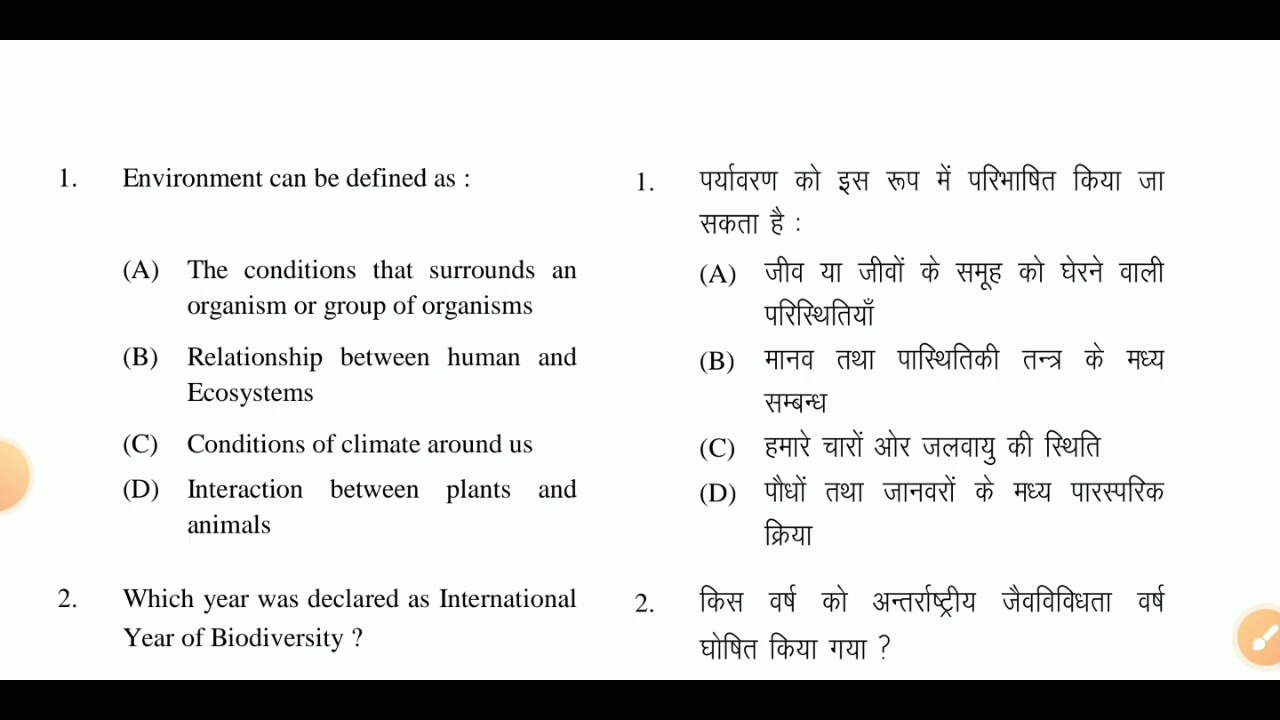 1. Environment can be defined as :
(A) The conditions that surrounds an
organism or group of organisms
(B) Relationship between human and
Ecosystems
(C) Conditions of climate around us
(D) Interaction between plants and
animals
2. Which year was declared as International
Year of Biodiversity ?
1. पर्यावरण को इस रूप में परिभाषित किया जा
सकता है :
(A) जीव या जीवों के समूह को घेरने वाली
परिस्थितियाँ
(B) मानव तथा पास्थितिकी तन्त्र के मध्य
सम्बन्ध
(C) हमारे चारों ओर जलवायु की स्थिति
(D) पौधों तथा जानवरों के मध्य पारस्परिक
क्रिया
2. किस वर्ष को अन्तर्राष्ट्रीय जैवविविधता वर्ष
घोषित किया गया ?